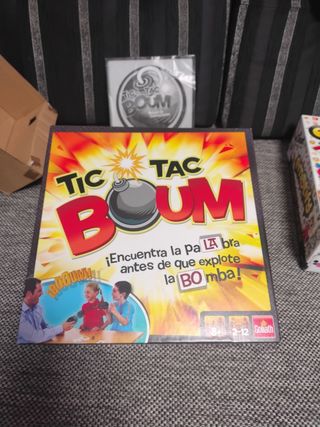 TIC TAC
BOUM
TIC TAC
BOUM
¡Encuentra la paLAbra
antes de que explote
la BOmba!
8+
2-12
Goliath